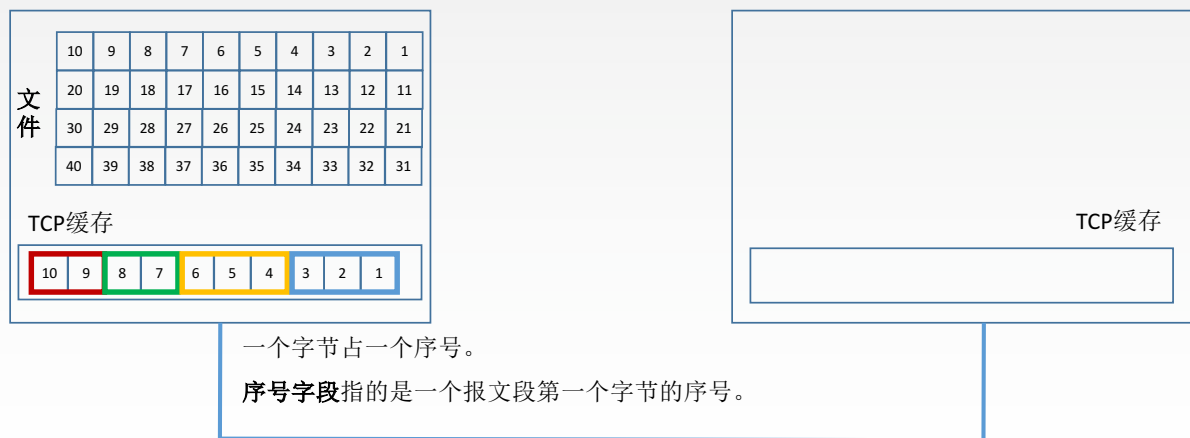 10 9 8 7 6 5 4 3 2 1
20 19 18 17 16 15 14 13 12 11
文件
30 29 28 27 26 25 24 23 22 21
40 39 38 37 36 35 34 33 32 31
TCP缓存
TCP缓存
10 9 8 7 6 5 4 3 2 1
一个字节占一个序号。
序号字段指的是一个报文段第一个字节的序号。